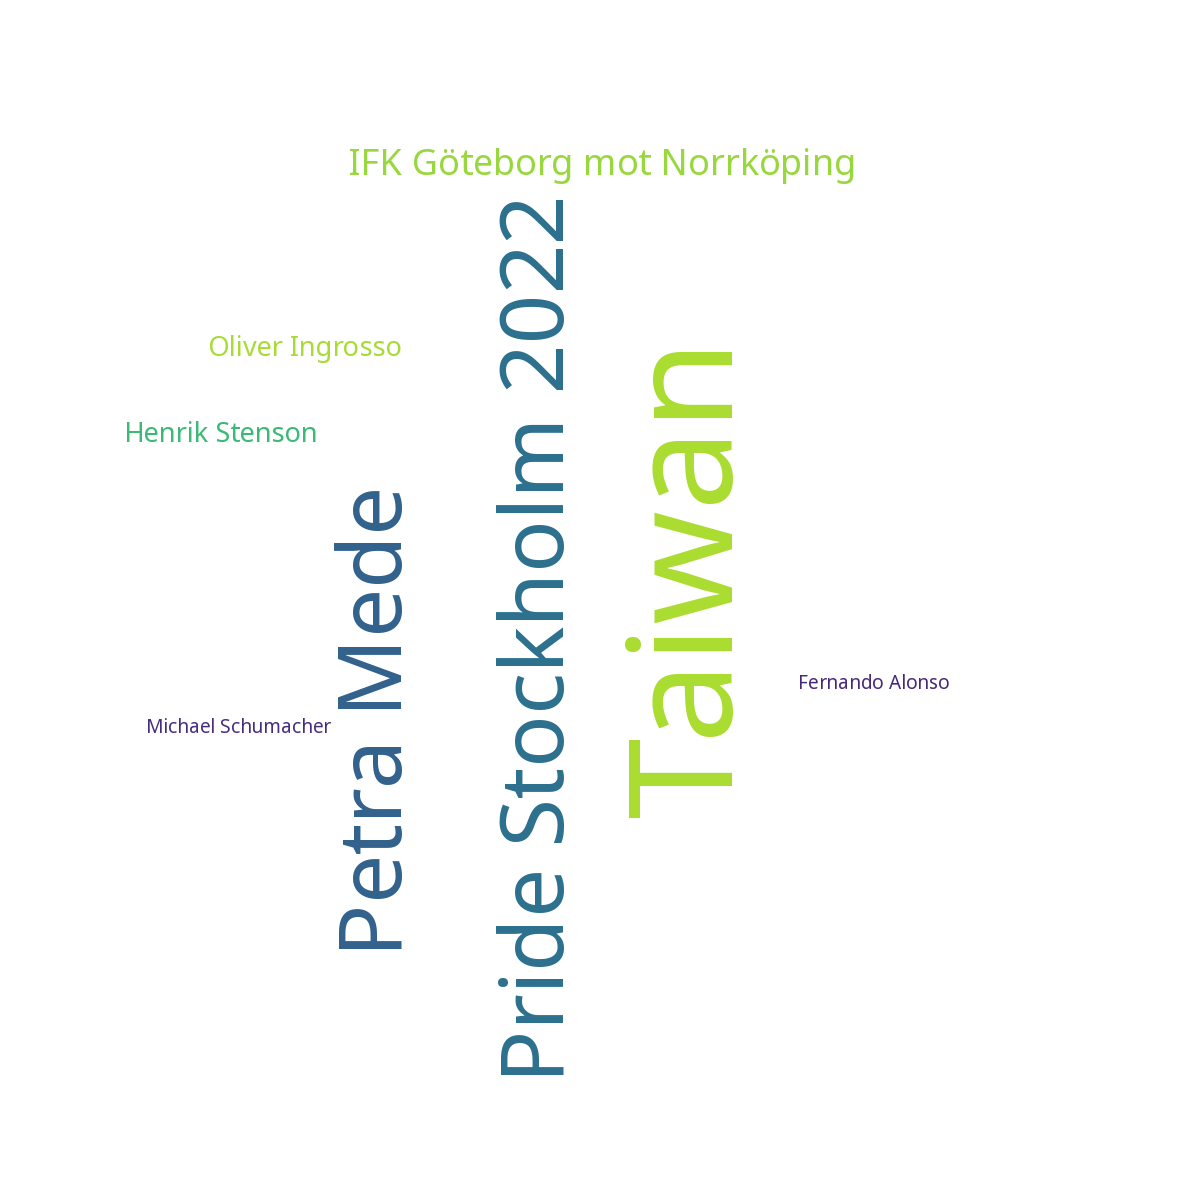 IFK Göteborg mot Norrköping
Oliver Ingrosso
Henrik Stenson
Petra Mede
Pride Stockholm 2022
Taiwan
Fernando Alonso
Michael Schumacher